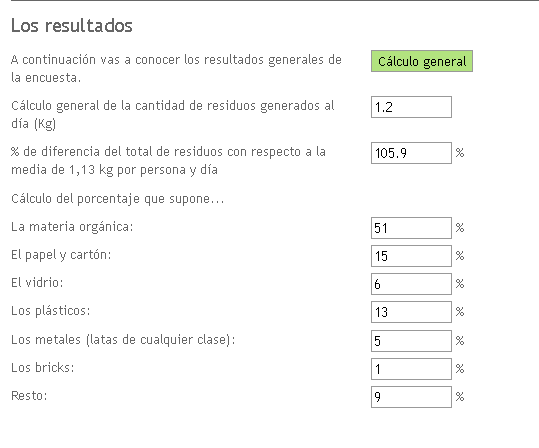 Los resultados
A continuación vas a conocer los resultados generales de
la encuesta.
Cálculo general
Cálculo general de la cantidad de residuos generados al
día (Kg)
1.2
% de diferencia del total de residuos con respecto a la
media de 1,13 kg por persona y día
105.9 %
Cálculo del porcentaje que supone...
La materia orgánica: 51 %
El papel y cartón: 15 %
El vidrio: 6 %
Los plásticos: 13 %
Los metales (latas de cualquier clase): 5 %
Los bricks: 1 %
Resto: 9 %